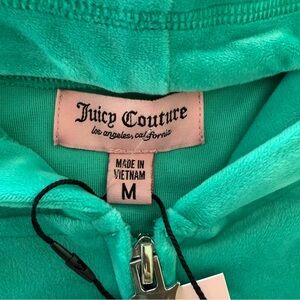 Juicy Couture
los angeles, california
MADE IN
VIETNAM
M